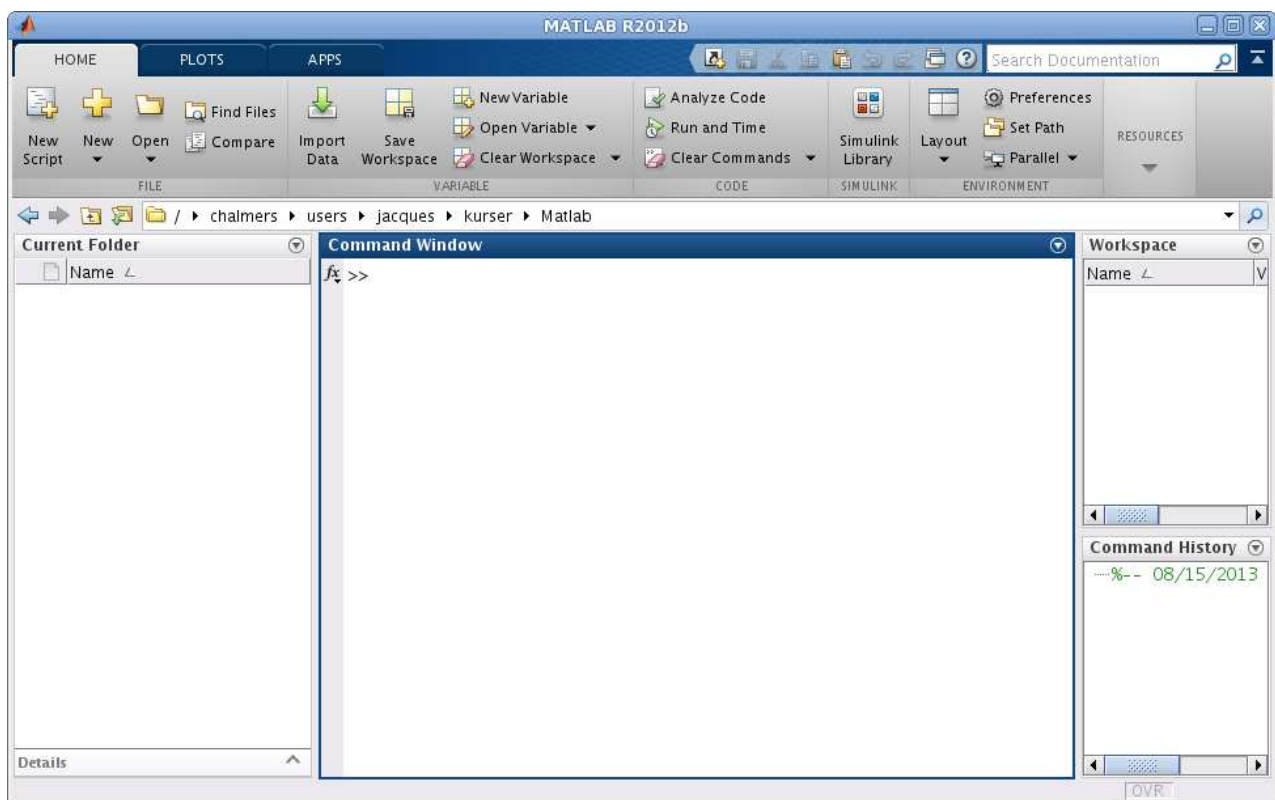 MATLAB R2012b
HOME PLOTS APPS Search Documentation
New Script New Open Find Files Compare Import Data Save Workspace New Variable Open Variable Clear Workspace Analyze Code Run and Time Clear Commands Simulink Library Layout Preferences Set Path Parallel RESOURCES
FILE VARIABLE CODE SIMULINK ENVIRONMENT
/ chalmers users jacques kurser Matlab
Current Folder
Name
Command Window
fx >>
Workspace
Name V
Command History
%-- 08/15/2013
Details
OVR